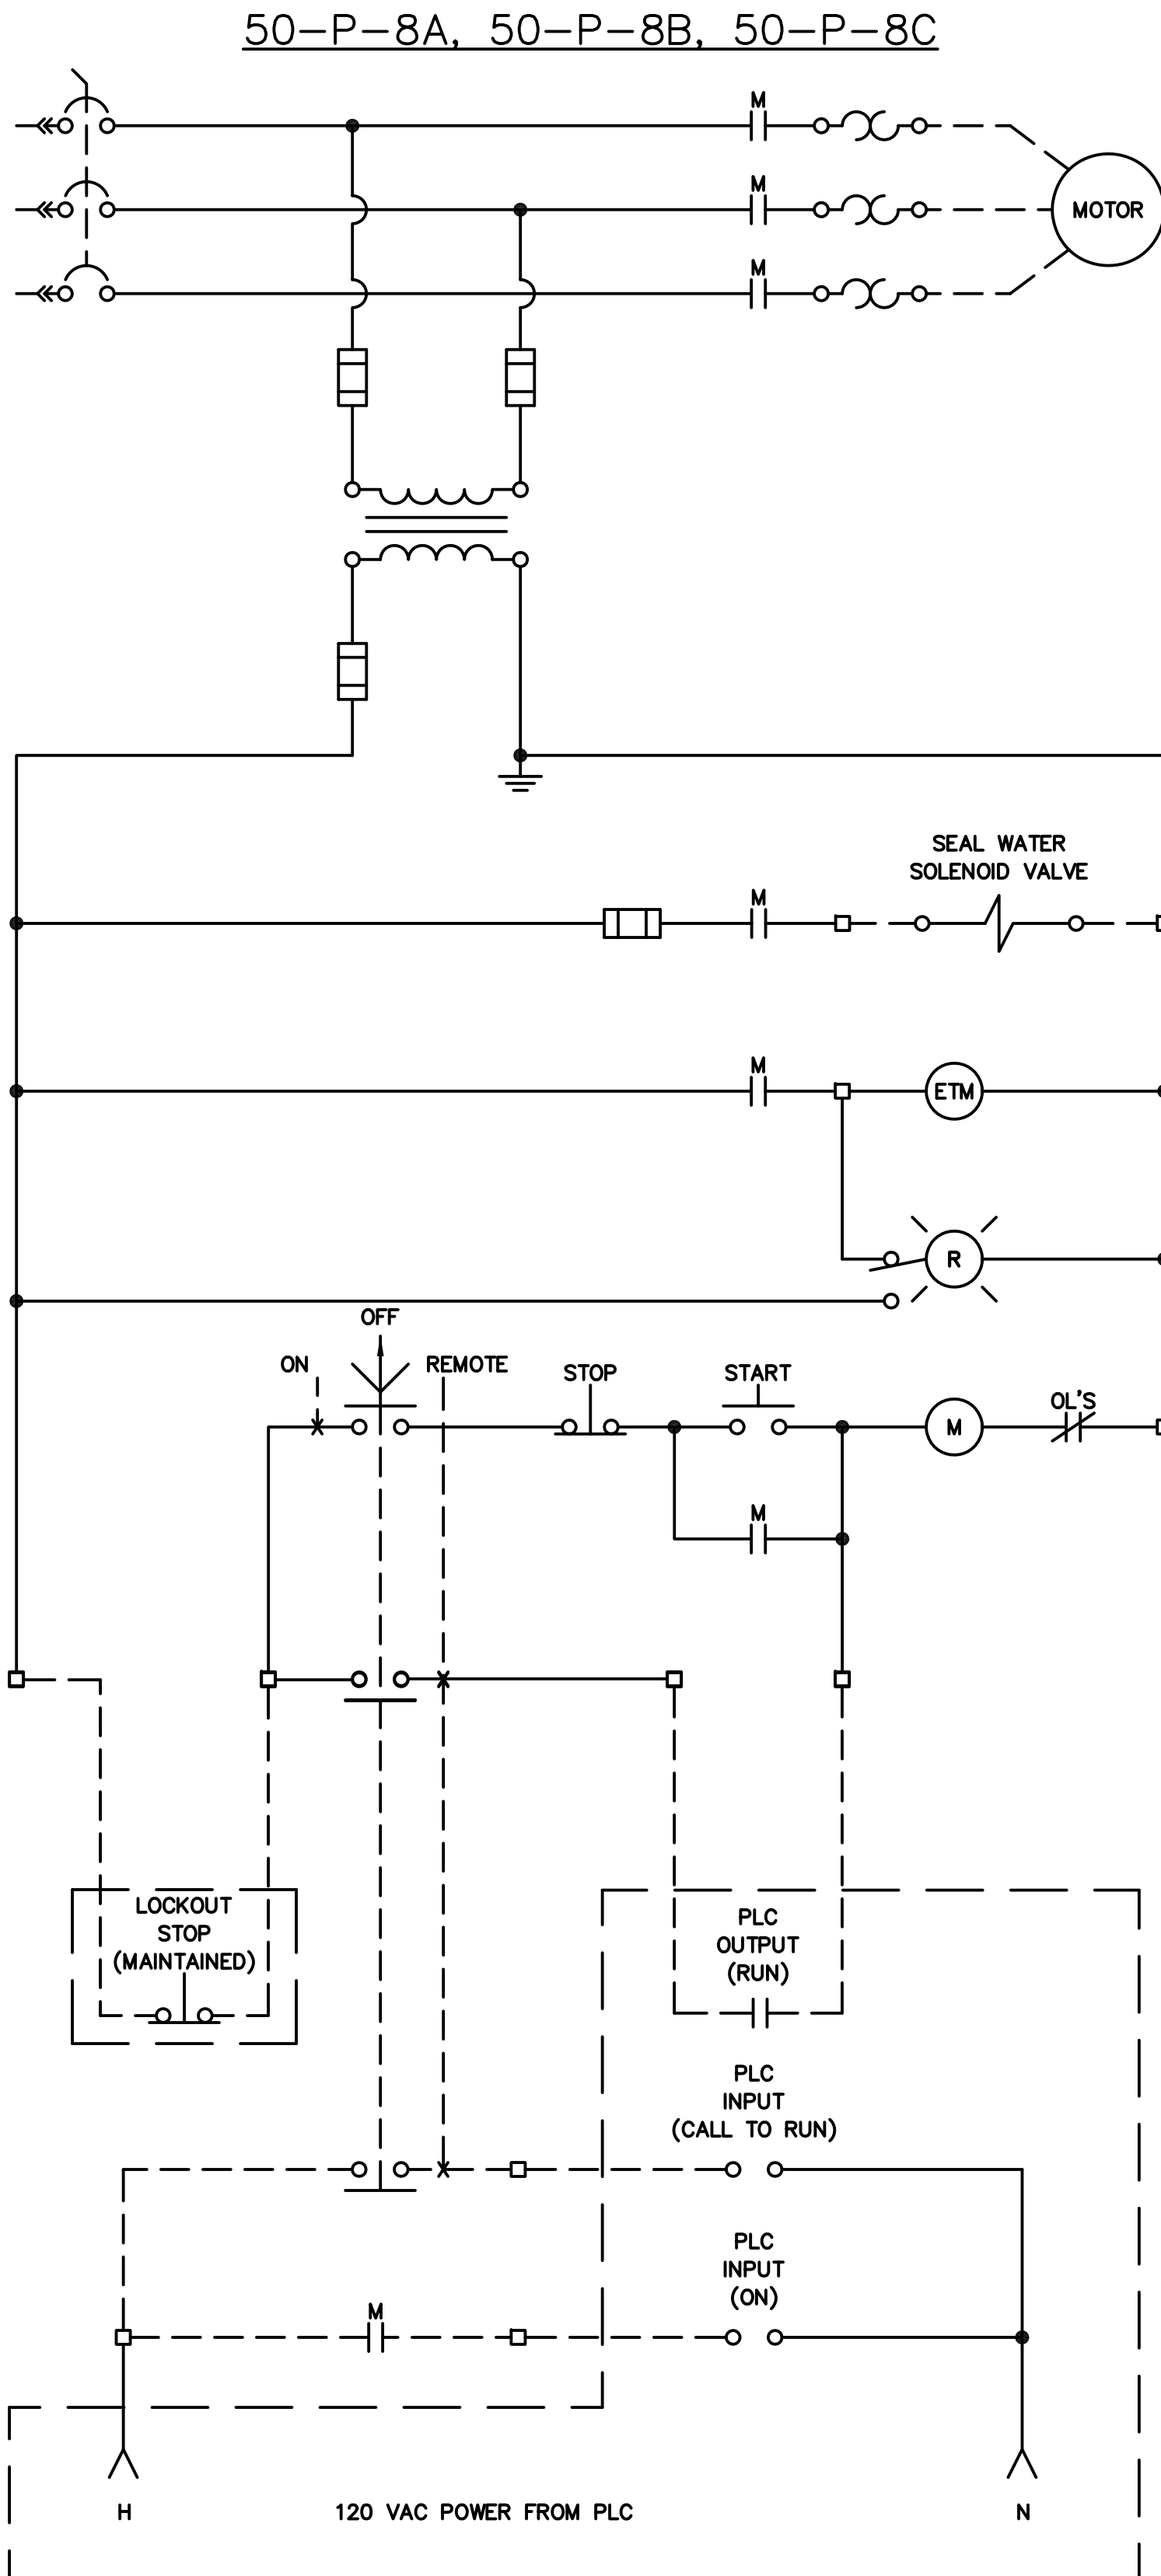 50-P-8A, 50-P-8B, 50-P-8C
M
M
MOTOR
M
SEAL WATER
SOLENOID VALVE
M
M
ETM
R
OFF
ON
REMOTE
STOP
START
OL'S
M
M
LOCKOUT
STOP
(MAINTAINED)
PLC
OUTPUT
(RUN)
PLC
INPUT
(CALL TO RUN)
PLC
INPUT
(ON)
M
H
120 VAC POWER FROM PLC
N